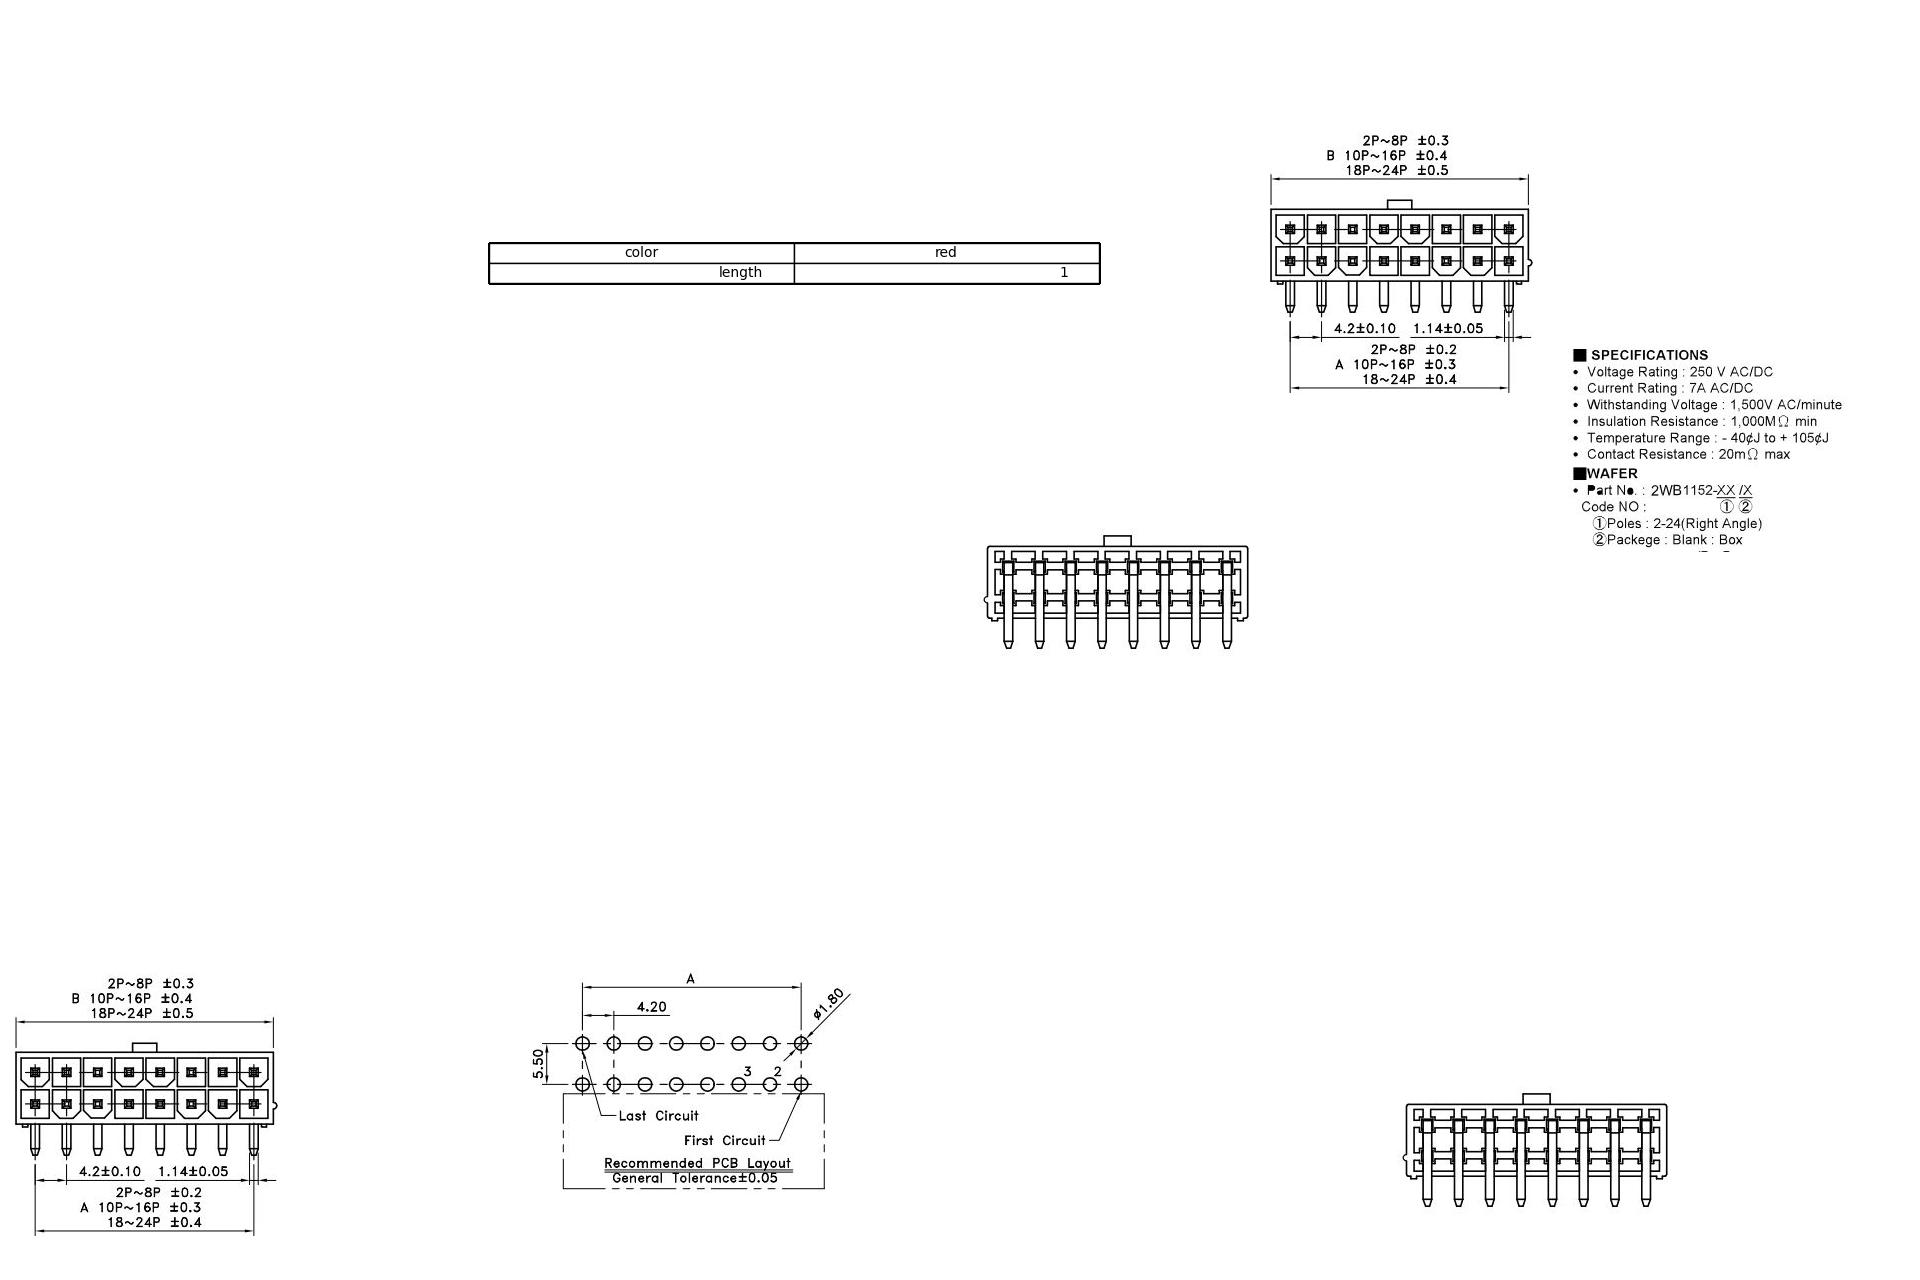 2P~8P ±0.3
B 10P~16P ±0.4
18P~24P ±0.5
color red
length 1
4.2±0.10 1.14±0.05
2P~8P ±0.2
A 10P~16P ±0.3
18~24P ±0.4
■ SPECIFICATIONS
• Voltage Rating : 250 V AC/DC
• Current Rating : 7A AC/DC
• Withstanding Voltage : 1,500V AC/minute
• Insulation Resistance : 1,000MΩ min
• Temperature Range : - 40¢J to + 105¢J
• Contact Resistance : 20mΩ max
■WAFER
• Part No. : 2WB1152-XX /X
Code NO : ① ②
①Poles : 2-24(Right Angle)
②Packege : Blank : Box
2P~8P ±0.3
B 10P~16P ±0.4
18P~24P ±0.5
4.2±0.10 1.14±0.05
2P~8P ±0.2
A 10P~16P ±0.3
18~24P ±0.4
A
4.20
ø1.80
5.50
3 2
Last Circuit
First Circuit
Recommended PCB Layout
General Tolerance±0.05